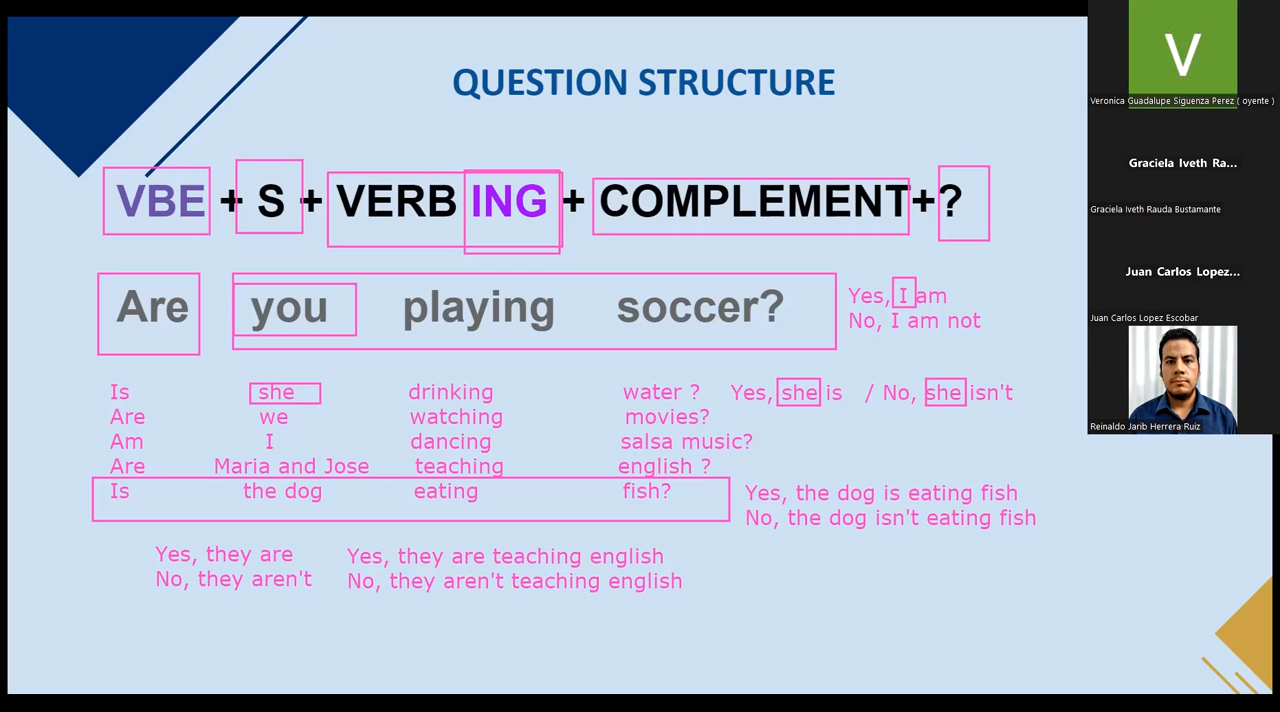 QUESTION STRUCTURE
VBE + S + VERB ING + COMPLEMENT+?
Are you playing soccer?
Yes, I am
No, I am not
Is she drinking water ? Yes, she is / No, she isn't
Are we watching movies?
Am I dancing salsa music?
Are Maria and Jose teaching english ?
Is the dog eating fish?
Yes, the dog is eating fish
No, the dog isn't eating fish
Yes, they are
No, they aren't
Yes, they are teaching english
No, they aren't teaching english
V
Veronica Guadalupe Siguenza Perez ( oyente )
Graciela Iveth Ra...
Graciela Iveth Rauda Bustamante
Juan Carlos Lopez...
Juan Carlos Lopez Escobar
Reinaldo Jarib Herrera Ruiz